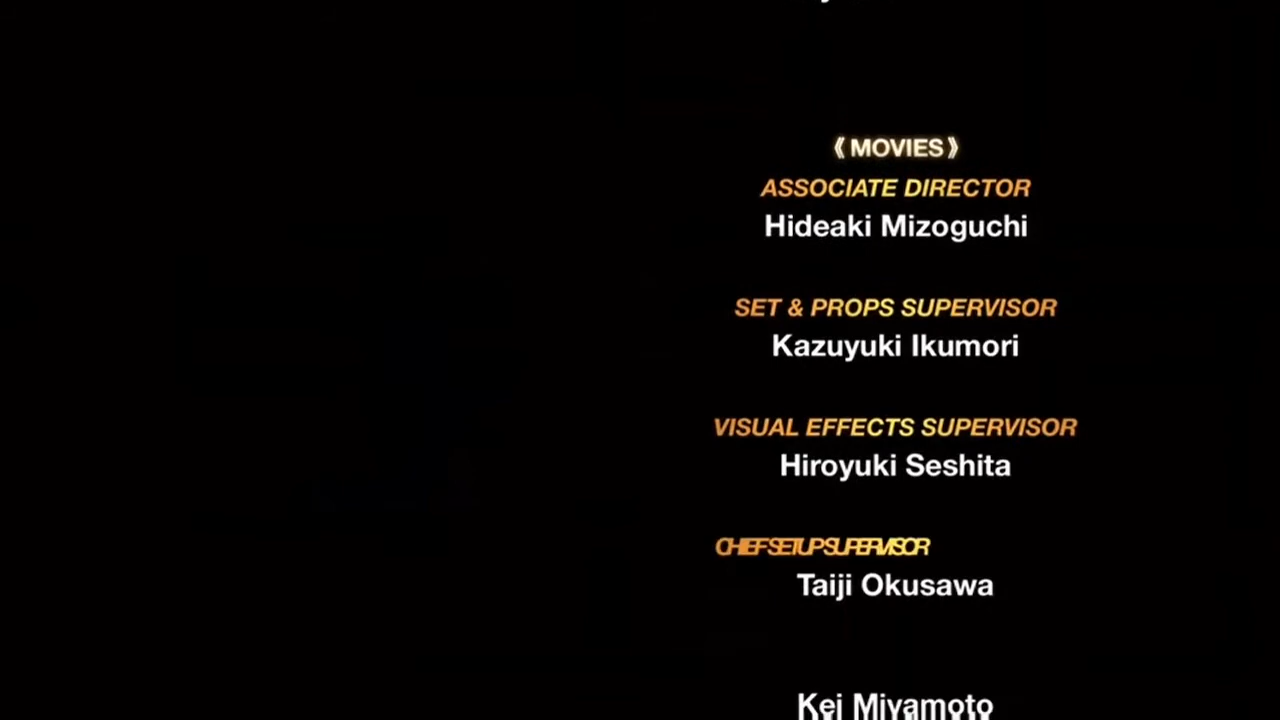 《 MOVIES 》
ASSOCIATE DIRECTOR
Hideaki Mizoguchi
SET & PROPS SUPERVISOR
Kazuyuki Ikumori
VISUAL EFFECTS SUPERVISOR
Hiroyuki Seshita
CHIEF SETUP SUPERVISOR
Taiji Okusawa
Kei Miyamoto